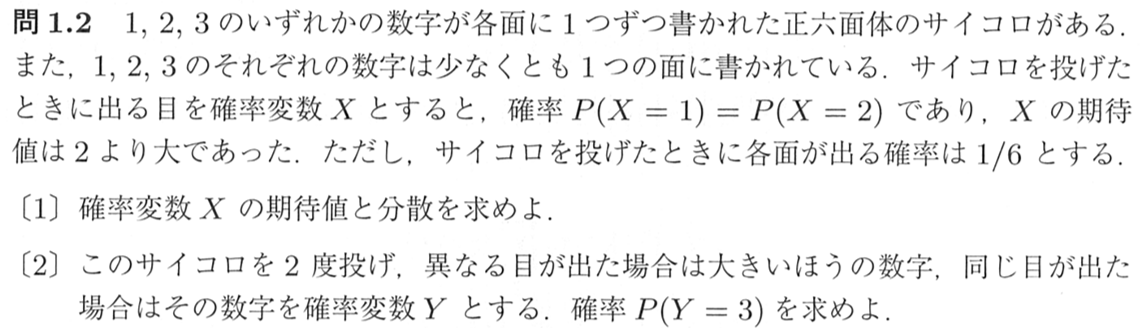 問 1.2　1, 2, 3 のいずれかの数字が各面に 1 つずつ書かれた正六面体のサイコロがある．
また，1, 2, 3 のそれぞれの数字は少なくとも 1 つの面に書かれている．サイコロを投げた
ときに出る目を確率変数 X とすると，確率 P(X = 1) = P(X = 2) であり，X の期待
値は 2 より大であった．ただし，サイコロを投げたときに各面が出る確率は 1/6 とする．
〔1〕確率変数 X の期待値と分散を求めよ．
〔2〕このサイコロを 2 度投げ，異なる目が出た場合は大きいほうの数字，同じ目が出た
場合はその数字を確率変数 Y とする．確率 P(Y = 3) を求めよ．